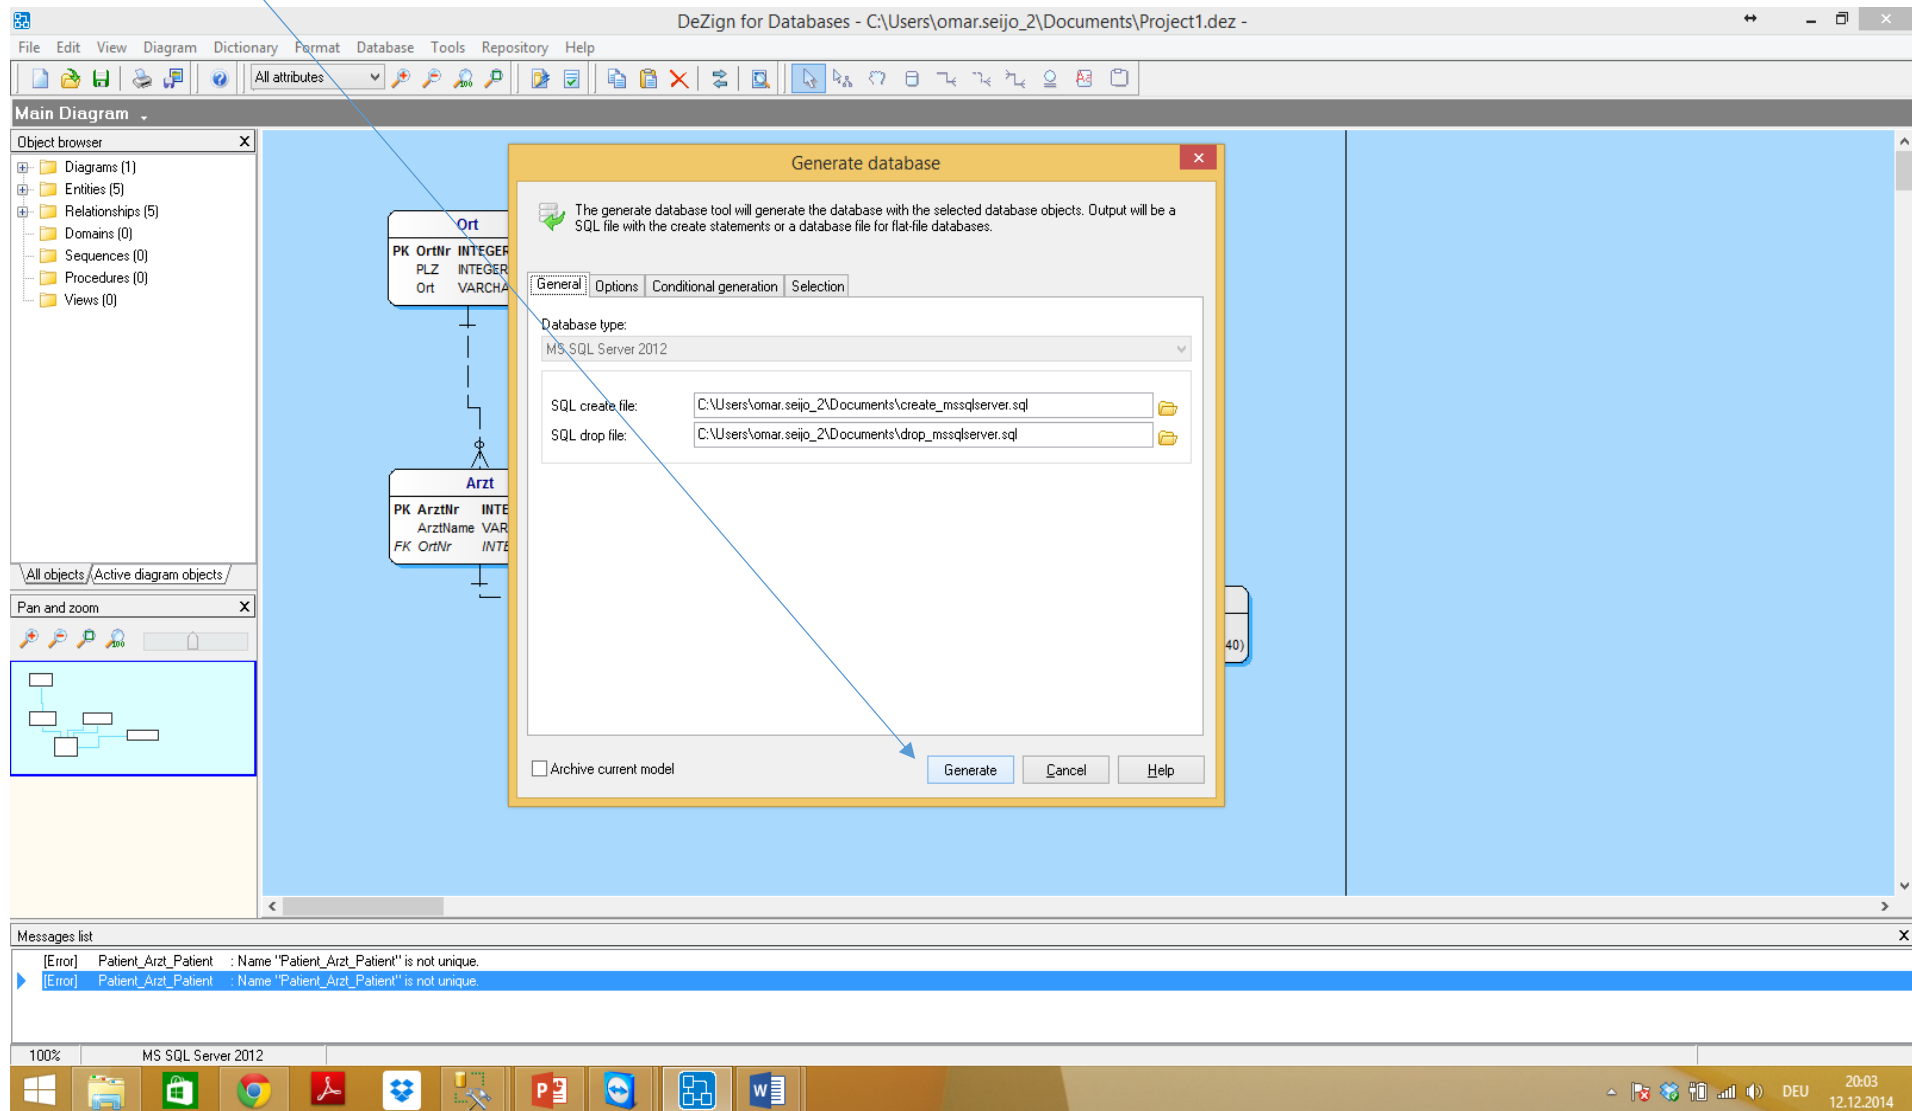 DeZign for Databases - C:\Users\omar.seijo_2\Documents\Project1.dez -
File Edit View Diagram Dictionary Format Database Tools Repository Help
All attributes
Main Diagram
Object browser X
Diagrams (1)
Entities (5)
Relationships (5)
Domains (0)
Sequences (0)
Procedures (0)
Views (0)
All objects Active diagram objects
Pan and zoom X
Ort
PK OrtNr INTEGER
PLZ INTEGER
Ort VARCHA
Arzt
PK ArztNr INTE
ArztName VAR
FK OrtNr INTE
40)
Generate database
The generate database tool will generate the database with the selected database objects. Output will be a
SQL file with the create statements or a database file for flat-file databases.
General Options Conditional generation Selection
Database type:
MS SQL Server 2012
SQL create file: C:\Users\omar.seijo_2\Documents\create_mssqlserver.sql
SQL drop file: C:\Users\omar.seijo_2\Documents\drop_mssqlserver.sql
Archive current model Generate Cancel Help
Messages list X
[Error] Patient_Arzt_Patient : Name "Patient_Arzt_Patient" is not unique.
[Error] Patient_Arzt_Patient : Name "Patient_Arzt_Patient" is not unique.
100% MS SQL Server 2012
DEU 20:03
12.12.2014